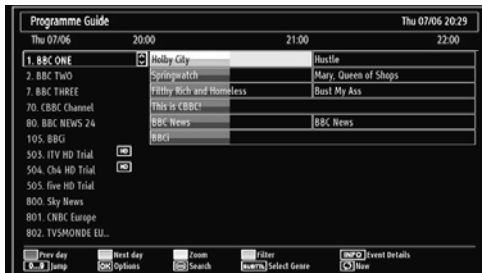 Programme Guide Thu 07/06 20:29
Thu 07/06 20:00 21:00 22:00
1. BBC ONE Holby City Hustle
2. BBC TWO Springwatch Mary, Queen of Shops
7. BBC THREE Filthy Rich and Homeless Bust My Ass
70. CBBC Channel This is CBBC!
80. BBC NEWS 24 BBC News BBC News
105. BBCi BBCi
503. ITV HD Trial HD
504. Ch4 HD Trial HD
505. five HD Trial
800. Sky News
801. CNBC Europe
802. TV5MONDE EU...
Prev day Next day Zoom Filter INFO Event Details
0...9 Jump OK Options Search SUBTTL Select Genre Now